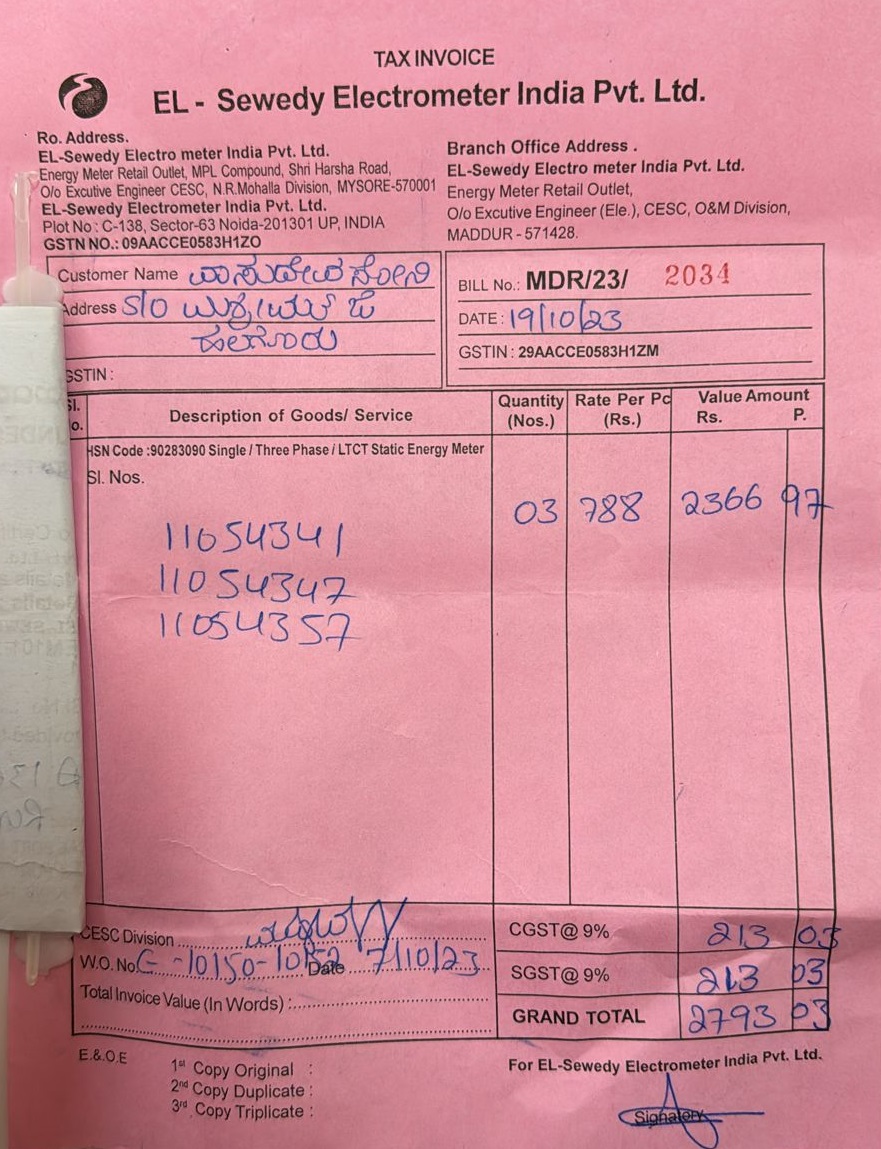 TAX INVOICE
EL - Sewedy Electrometer India Pvt. Ltd.
Ro. Address.
EL-Sewedy Electro meter India Pvt. Ltd.
Energy Meter Retail Outlet, MPL Compound, Shri Harsha Road,
O/o Excutive Engineer CESC, N.R.Mohalla Division, MYSORE-570001
EL-Sewedy Electrometer India Pvt. Ltd.
Plot No : C-138, Sector-63 Noida-201301 UP, INDIA
GSTN NO.: 09AACCE0583H1ZO
Branch Office Address .
EL-Sewedy Electro meter India Pvt. Ltd.
Energy Meter Retail Outlet,
O/o Excutive Engineer (Ele.), CESC, O&M Division,
MADDUR - 571428.
Customer Name ವಾಸುದೇವ ಸೋನಿ
Address S/O
ಹಲಗೂರು
GSTIN :
BILL No.: MDR/23/ 2034
DATE : 19/10/23
GSTIN : 29AACCE0583H1ZM
Sl. o. Description of Goods/ Service Quantity (Nos.) Rate Per Pc (Rs.) Value Amount Rs. P.
HSN Code :90283090 Single / Three Phase / LTCT Static Energy Meter
Sl. Nos.
03 788 2366 97
11054341
11054347
11054357
CESC Division
W.O. No. Date 7/10/23
Total Invoice Value (In Words) :
CGST@ 9% 213 03
SGST@ 9% 213 03
GRAND TOTAL 2793 03
E.&.O.E
1st Copy Original :
2nd Copy Duplicate :
3rd Copy Triplicate :
For EL-Sewedy Electrometer India Pvt. Ltd.
Signatory